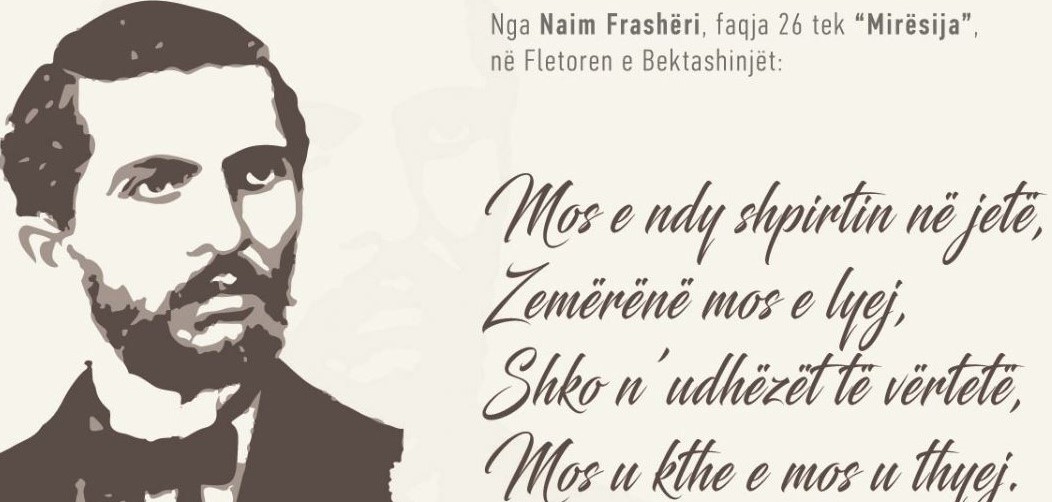 Nga Naim Frashëri, faqja 26 tek “Mirësija”,
në Fletoren e Bektashinjët:
Mos e ndy shpirtin në jetë,
Zemërënë mos e lyej,
Shko n’udhëzët të vërtetë,
Mos u kthe e mos u thyej.